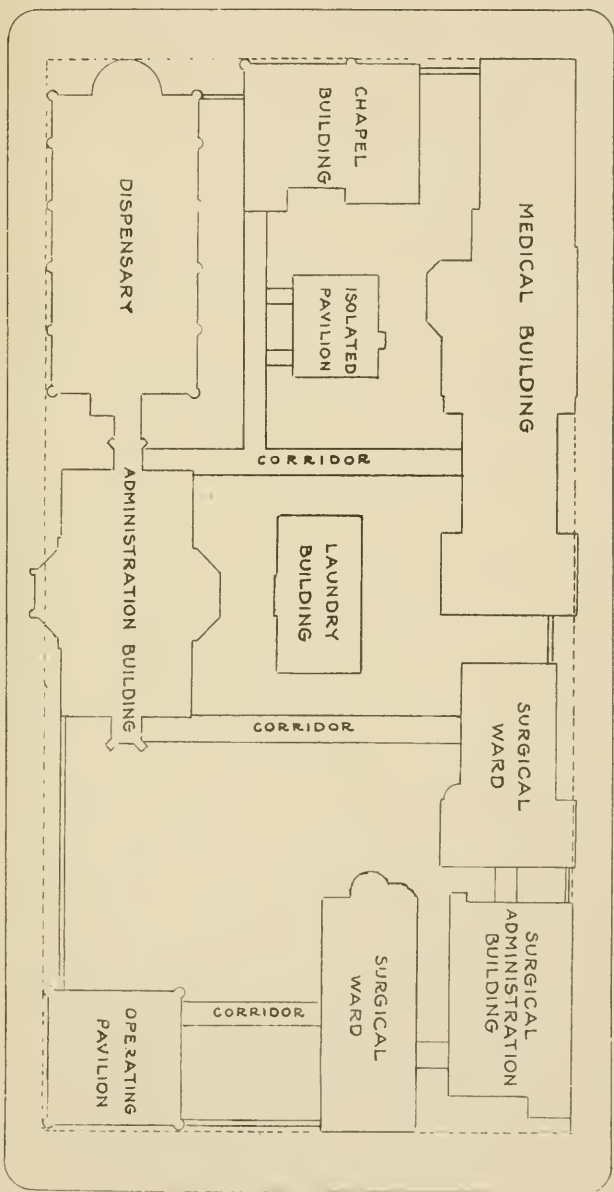 CHAPEL
BUILDING
MEDICAL BUILDING
DISPENSARY
ISOLATED
PAVILION
CORRIDOR
ADMINISTRATION BUILDING
LAUNDRY
BUILDING
CORRIDOR
SURGICAL
WARD
SURGICAL
ADMINISTRATION
BUILDING
SURGICAL
WARD
CORRIDOR
OPERATING
PAVILION